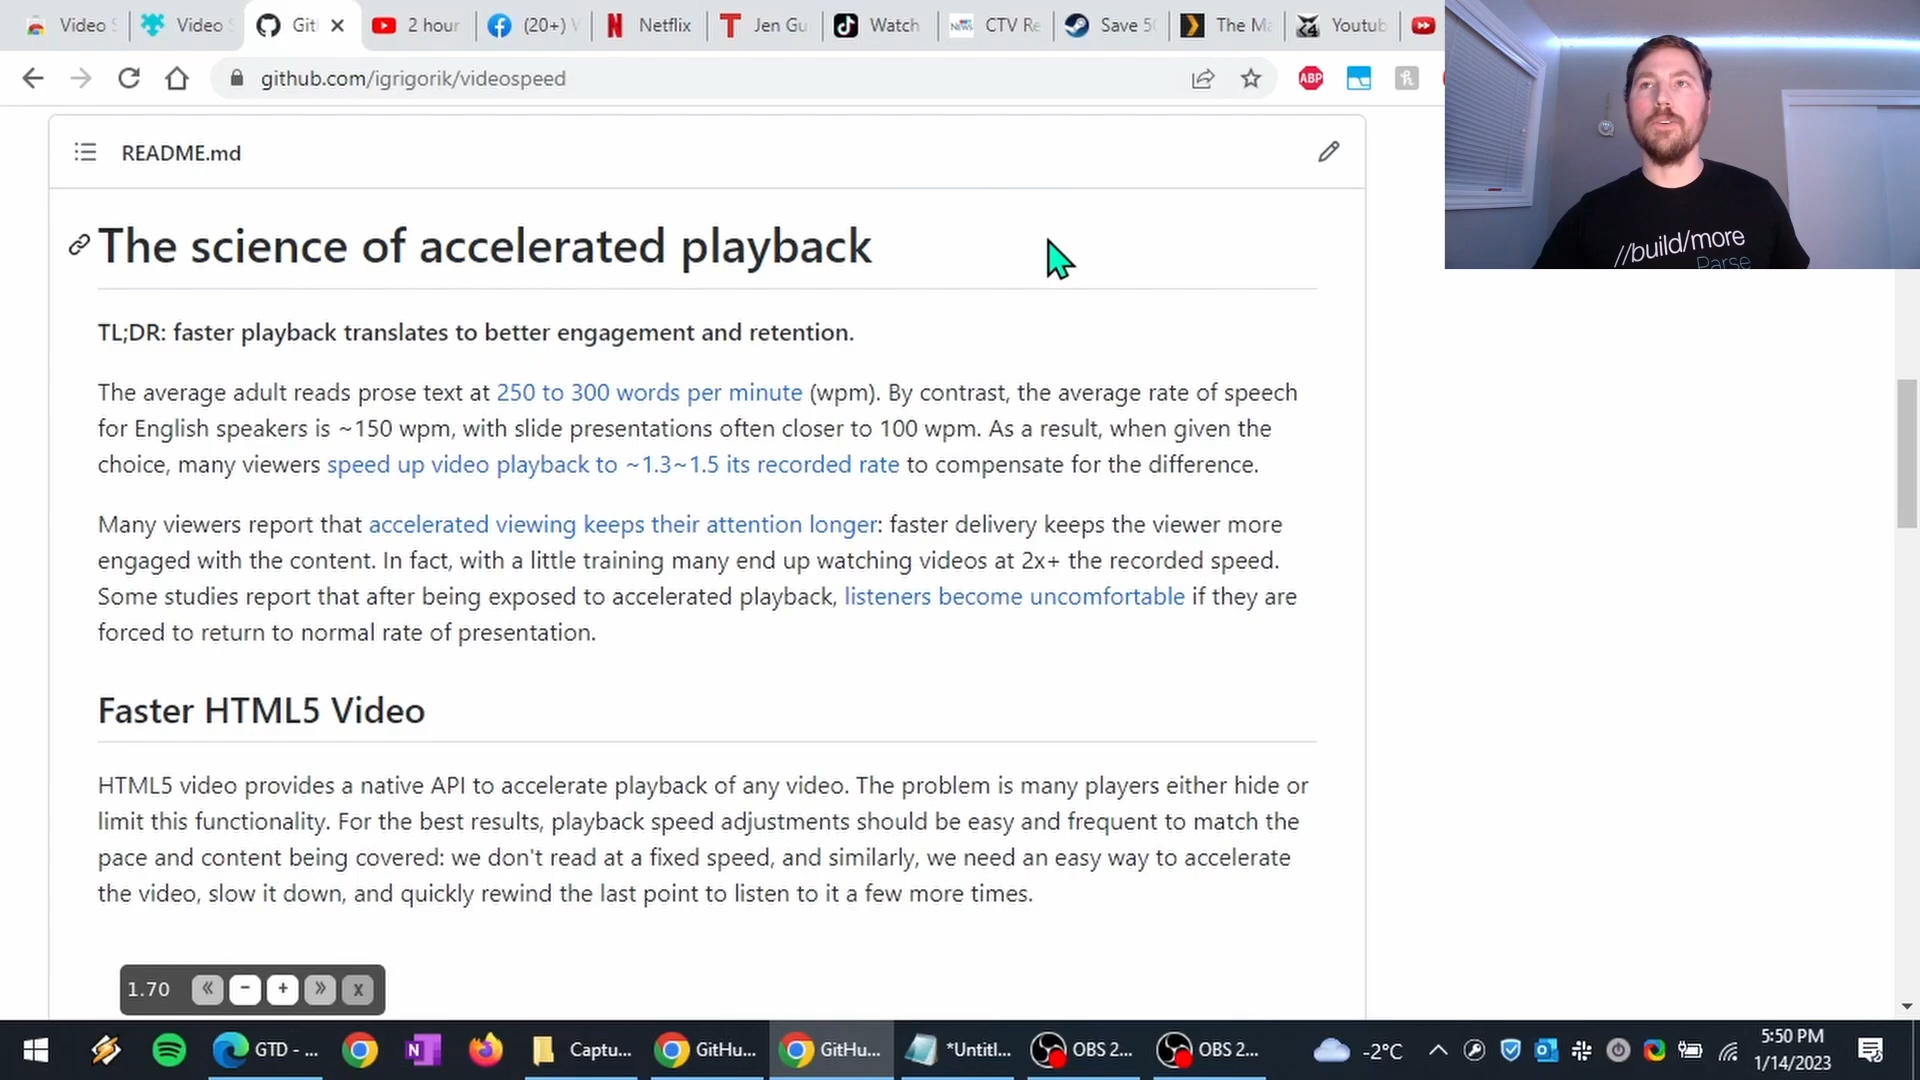 Video S
Video S
Git
2 hour
(20+) V
Netflix
Jen Gu
Watch
NEWS
CTV Re
Save 50
The Ma
Youtub
github.com/igrigorik/videospeed
ABP
README.md
The science of accelerated playback
TL;DR: faster playback translates to better engagement and retention.
The average adult reads prose text at 250 to 300 words per minute (wpm). By contrast, the average rate of speech
for English speakers is ~150 wpm, with slide presentations often closer to 100 wpm. As a result, when given the
choice, many viewers speed up video playback to ~1.3~1.5 its recorded rate to compensate for the difference.
Many viewers report that accelerated viewing keeps their attention longer: faster delivery keeps the viewer more
engaged with the content. In fact, with a little training many end up watching videos at 2x+ the recorded speed.
Some studies report that after being exposed to accelerated playback, listeners become uncomfortable if they are
forced to return to normal rate of presentation.
Faster HTML5 Video
HTML5 video provides a native API to accelerate playback of any video. The problem is many players either hide or
limit this functionality. For the best results, playback speed adjustments should be easy and frequent to match the
pace and content being covered: we don't read at a fixed speed, and similarly, we need an easy way to accelerate
the video, slow it down, and quickly rewind the last point to listen to it a few more times.
1.70 « - + » x
//build/more
Parse
GTD - ...
Captu...
GitHu...
GitHu...
*Untitl...
OBS 2...
OBS 2...
-2°C
5:50 PM
1/14/2023